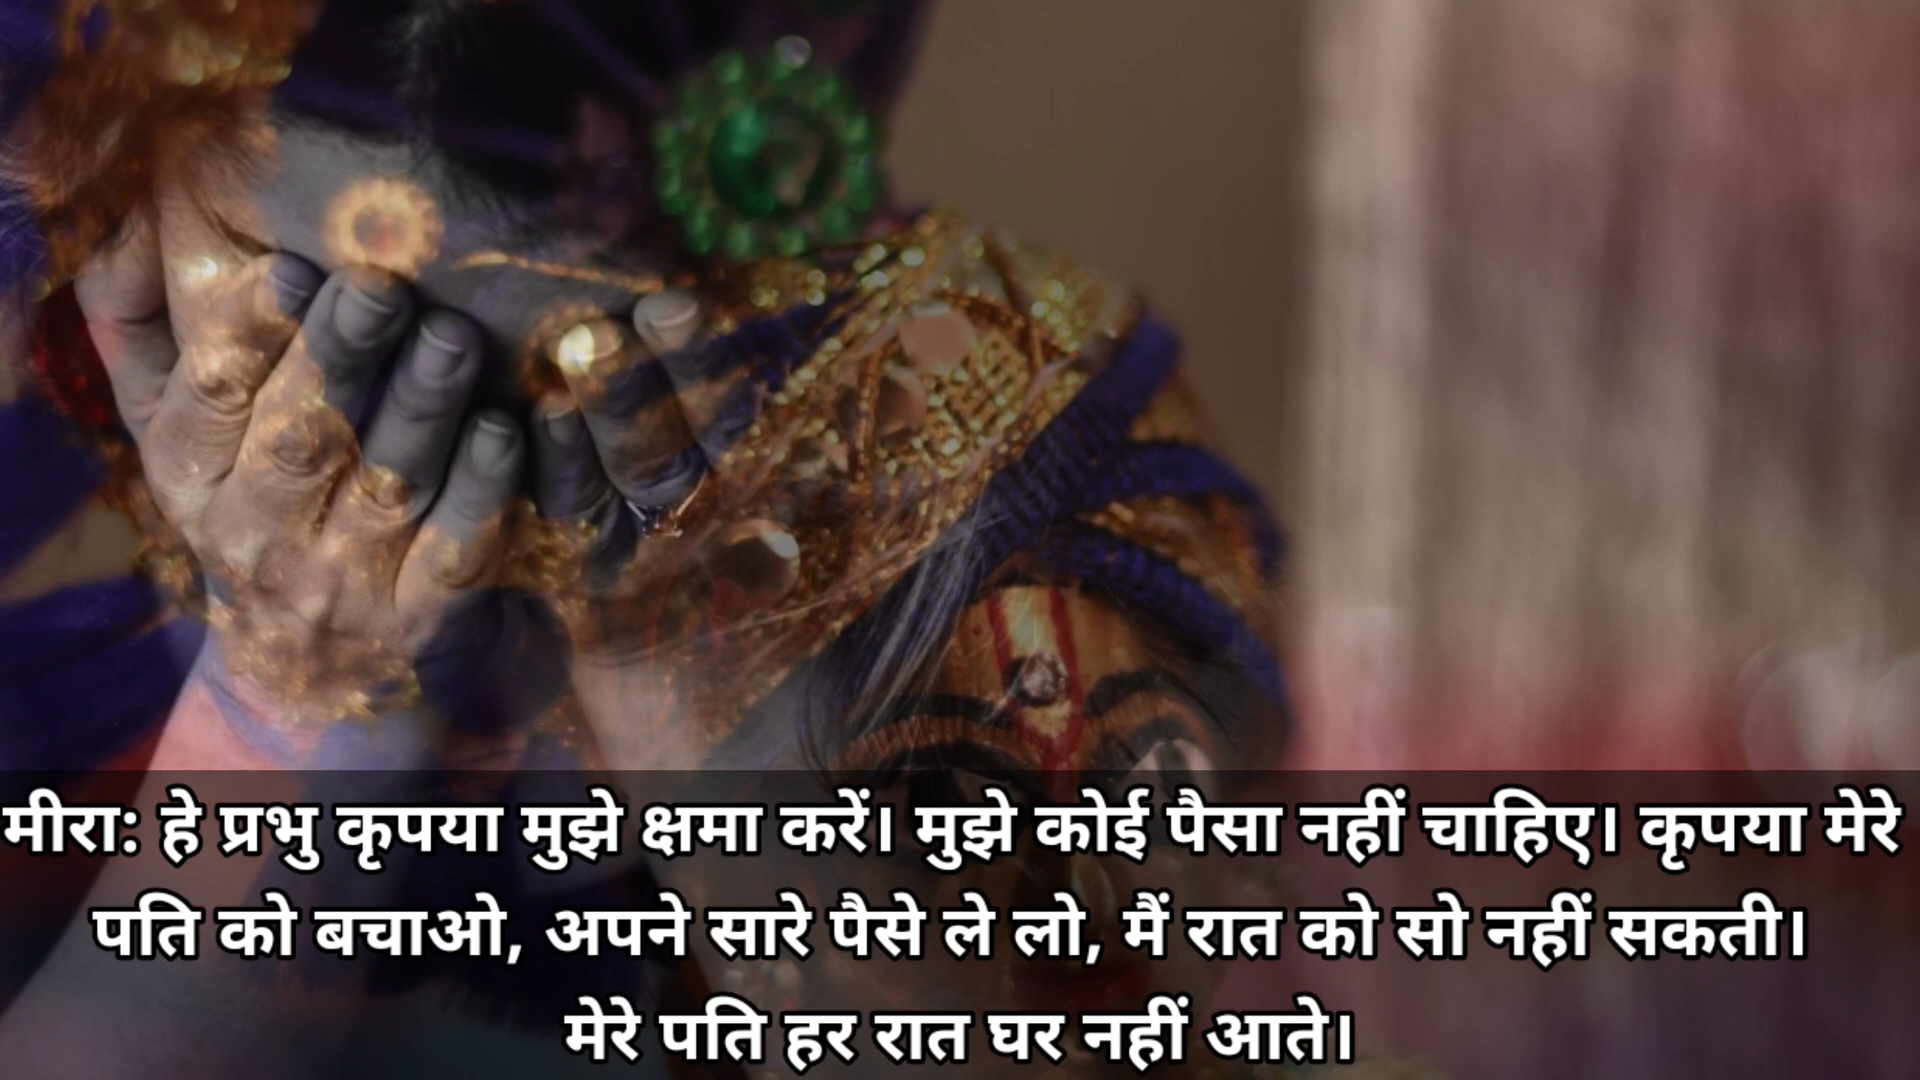 मीरा: हे प्रभु कृपया मुझे क्षमा करें। मुझे कोई पैसा नहीं चाहिए। कृपया मेरे
पति को बचाओ, अपने सारे पैसे ले लो, मैं रात को सो नहीं सकती।
मेरे पति हर रात घर नहीं आते।